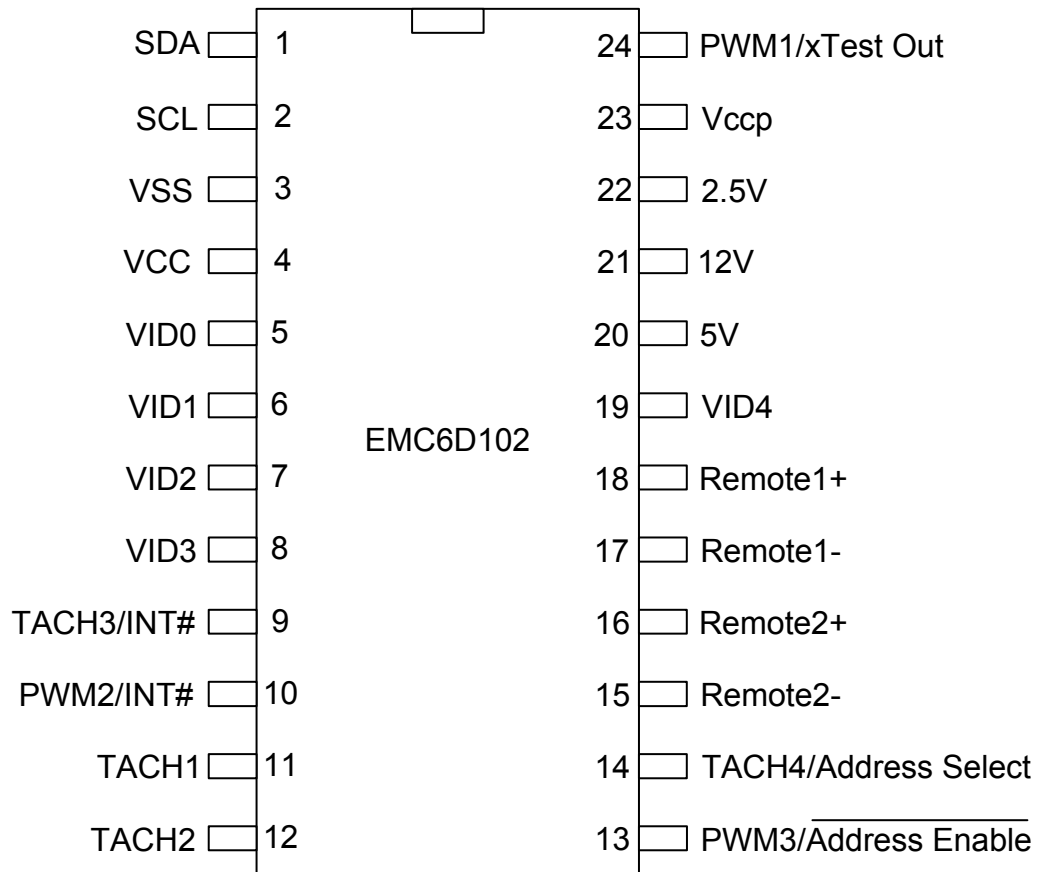 SDA 1 24 PWM1/xTest Out
SCL 2 23 Vccp
VSS 3 22 2.5V
VCC 4 21 12V
VID0 5 20 5V
VID1 6 19 VID4
EMC6D102
VID2 7 18 Remote1+
VID3 8 17 Remote1-
TACH3/INT# 9 16 Remote2+
PWM2/INT# 10 15 Remote2-
TACH1 11 14 TACH4/Address Select
TACH2 12 13 PWM3/Address Enable